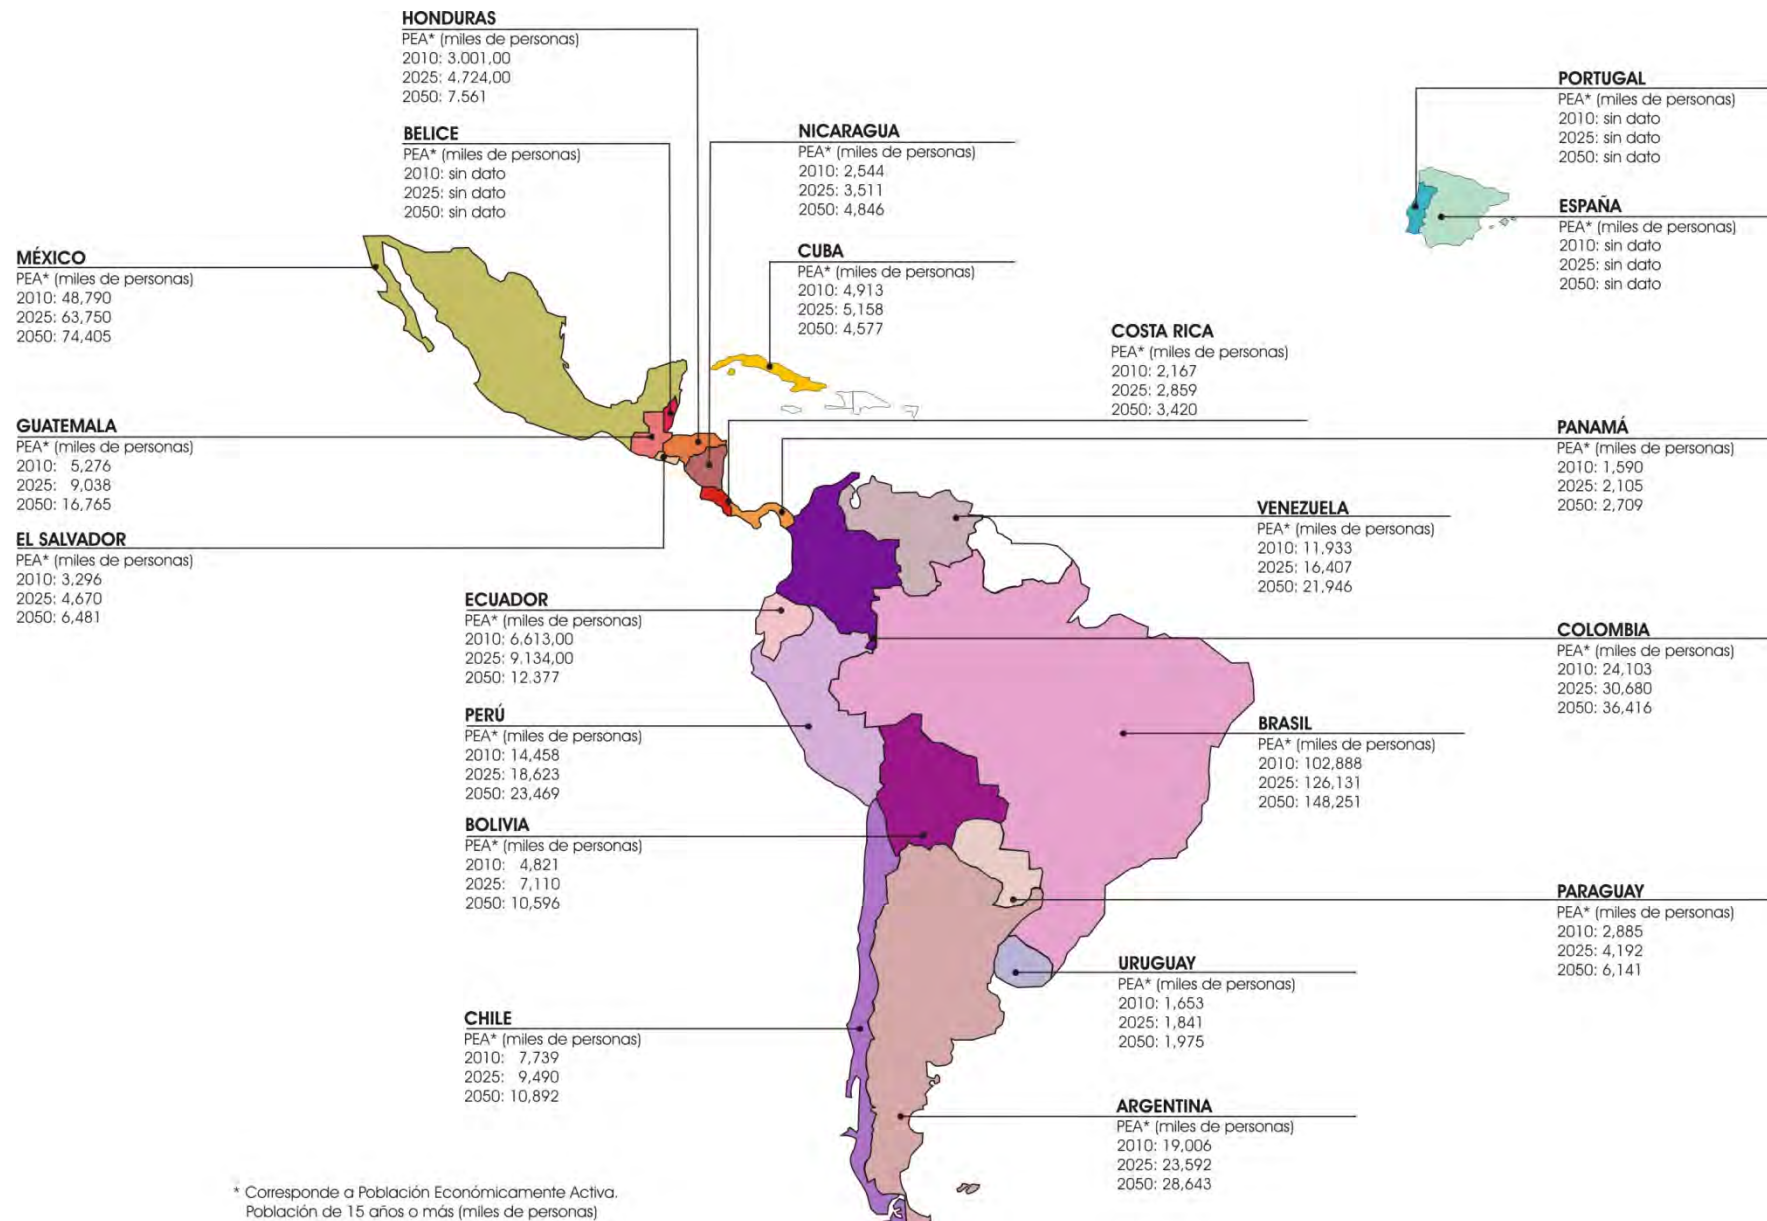 HONDURAS
PEA* (miles de personas)
2010: 3.001,00
2025: 4.724,00
2050: 7.561
BELICE
PEA* (miles de personas)
2010: sin dato
2025: sin dato
2050: sin dato
NICARAGUA
PEA* (miles de personas)
2010: 2,544
2025: 3,511
2050: 4,846
CUBA
PEA* (miles de personas)
2010: 4,913
2025: 5,158
2050: 4,577
PORTUGAL
PEA* (miles de personas)
2010: sin dato
2025: sin dato
2050: sin dato
ESPAÑA
PEA* (miles de personas)
2010: sin dato
2025: sin dato
2050: sin dato
MÉXICO
PEA* (miles de personas)
2010: 48,790
2025: 63,750
2050: 74,405
COSTA RICA
PEA* (miles de personas)
2010: 2,167
2025: 2,859
2050: 3,420
GUATEMALA
PEA* (miles de personas)
2010: 5,276
2025: 9,038
2050: 16,765
PANAMÁ
PEA* (miles de personas)
2010: 1,590
2025: 2,105
2050: 2,709
EL SALVADOR
PEA* (miles de personas)
2010: 3,296
2025: 4,670
2050: 6,481
VENEZUELA
PEA* (miles de personas)
2010: 11,933
2025: 16,407
2050: 21,946
ECUADOR
PEA* (miles de personas)
2010: 6.613,00
2025: 9.134,00
2050: 12.377
COLOMBIA
PEA* (miles de personas)
2010: 24,103
2025: 30,680
2050: 36,416
PERÚ
PEA* (miles de personas)
2010: 14,458
2025: 18,623
2050: 23,469
BRASIL
PEA* (miles de personas)
2010: 102,888
2025: 126,131
2050: 148,251
BOLIVIA
PEA* (miles de personas)
2010: 4,821
2025: 7,110
2050: 10,596
PARAGUAY
PEA* (miles de personas)
2010: 2,885
2025: 4,192
2050: 6,141
URUGUAY
PEA* (miles de personas)
2010: 1,653
2025: 1,841
2050: 1,975
CHILE
PEA* (miles de personas)
2010: 7,739
2025: 9,490
2050: 10,892
ARGENTINA
PEA* (miles de personas)
2010: 19,006
2025: 23,592
2050: 28,643
* Corresponde a Población Económicamente Activa.
Población de 15 años o más (miles de personas)